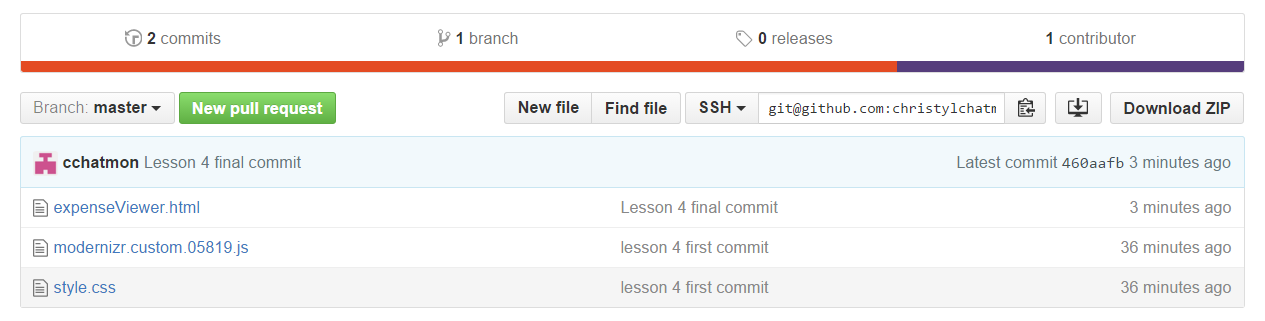 2 commits 1 branch 0 releases 1 contributor
Branch: master New pull request New file Find file SSH git@github.com:christylchatm Download ZIP
cchatmon Lesson 4 final commit Latest commit 460aafb 3 minutes ago
expenseViewer.html Lesson 4 final commit 3 minutes ago
modernizr.custom.05819.js lesson 4 first commit 36 minutes ago
style.css lesson 4 first commit 36 minutes ago